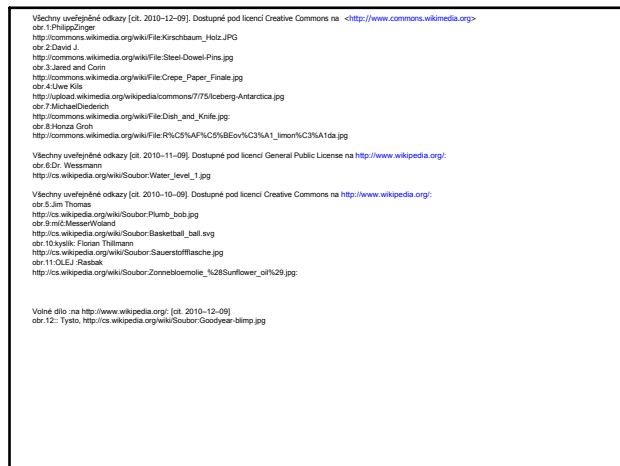 Všechny uveřejněné odkazy [cit. 2010–12–09]. Dostupné pod licencí Creative Commons na <http://www.commons.wikimedia.org>
obr.1:PhilippZinger
http://commons.wikimedia.org/wiki/File:Kirschbaum_Holz.JPG
obr.2:David J.
http://commons.wikimedia.org/wiki/File:Steel-Dowel-Pins.jpg
obr.3:Jared and Corin
http://commons.wikimedia.org/wiki/File:Crepe_Paper_Finale.jpg
obr.4:Uwe Kils
http://upload.wikimedia.org/wikipedia/commons/7/75/Iceberg-Antarctica.jpg
obr.7:MichaelDiederich
http://commons.wikimedia.org/wiki/File:Dish_and_Knife.jpg:
obr.8:Honza Groh
http://commons.wikimedia.org/wiki/File:R%C5%AF%C5%BEov%C3%A1_limon%C3%A1da.jpg
Všechny uveřejněné odkazy [cit. 2010–11–09]. Dostupné pod licencí General Public License na http://www.wikipedia.org/:
obr.6:Dr. Wessmann
http://cs.wikipedia.org/wiki/Soubor:Water_level_1.jpg
Všechny uveřejněné odkazy [cit. 2010–10–09]. Dostupné pod licencí Creative Commons na http://www.wikipedia.org/:
obr.5:Jim Thomas
http://cs.wikipedia.org/wiki/Soubor:Plumb_bob.jpg
obr.9:míč:MesserWoland
http://cs.wikipedia.org/wiki/Soubor:Basketball_ball.svg
obr.10:kyslík: Florian Thillmann
http://cs.wikipedia.org/wiki/Soubor:Sauerstoffflasche.jpg
obr.11:OLEJ :Rasbak
http://cs.wikipedia.org/wiki/Soubor:Zonnebloemolie_%28Sunflower_oil%29.jpg:
Volné dílo :na http://www.wikipedia.org/: [cit. 2010–12–09]
obr.12:: Tysto, http://cs.wikipedia.org/wiki/Soubor:Goodyear-blimp.jpg